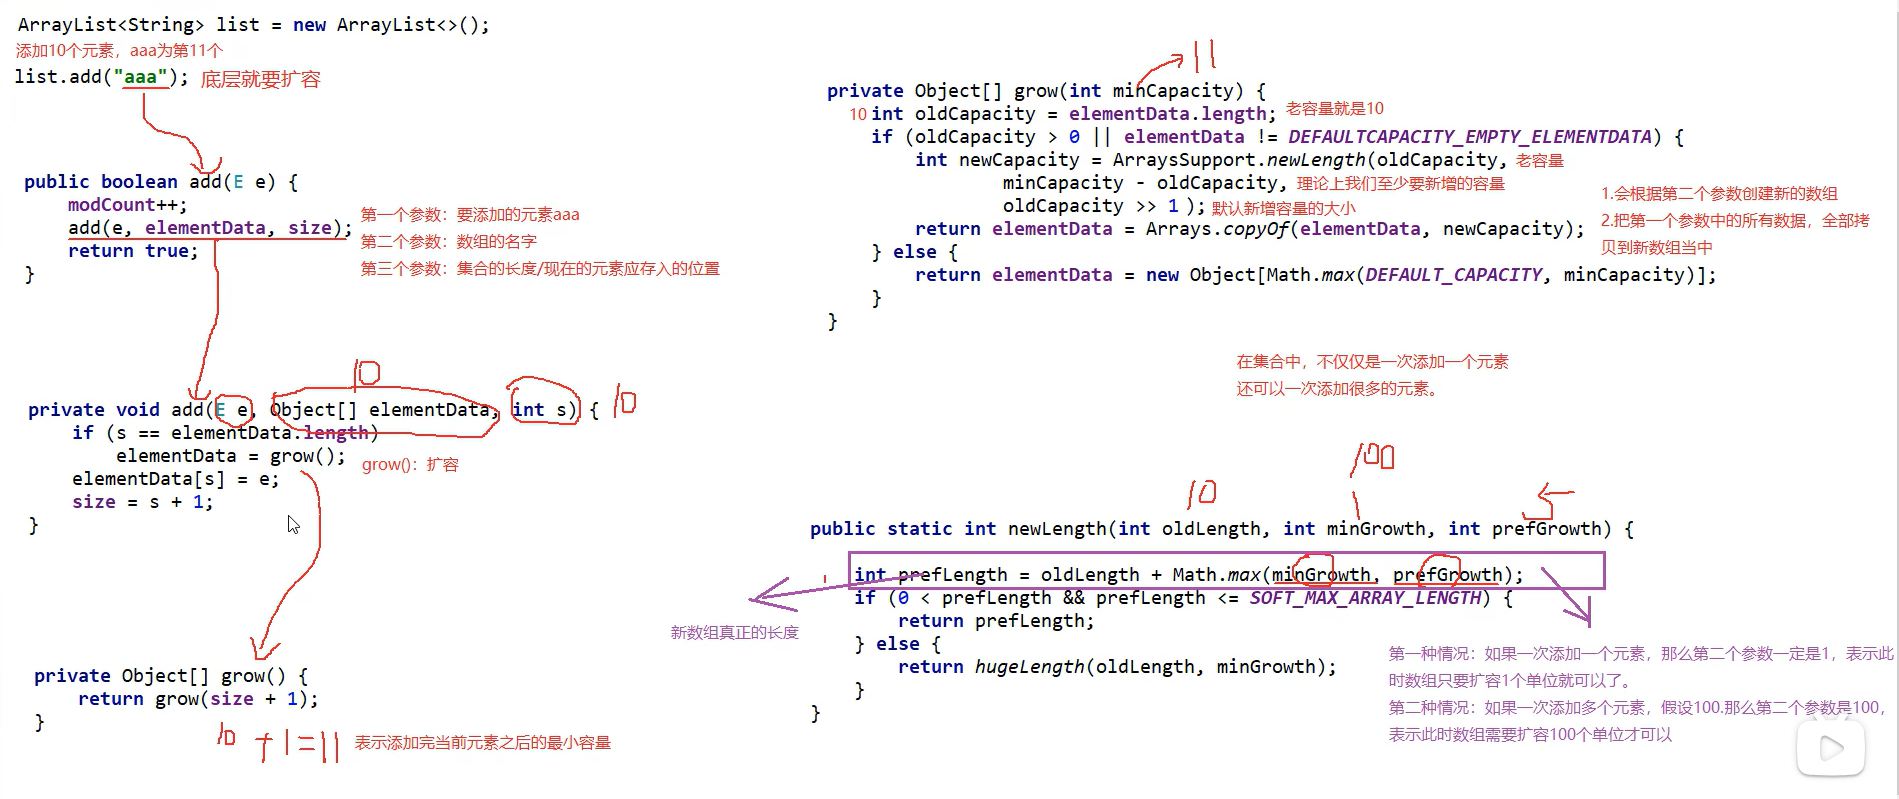 ArrayList<String> list = new ArrayList<>();
添加10个元素，aaa为第11个
list.add("aaa"); 底层就要扩容
public boolean add(E e) {
modCount++;
add(e, elementData, size);
return true;
}
第一个参数：要添加的元素aaa
第二个参数：数组的名字
第三个参数：集合的长度/现在的元素应存入的位置
10
private void add(E e, Object[] elementData, int s) { 10
if (s == elementData.length)
elementData = grow(); grow()：扩容
elementData[s] = e;
size = s + 1;
}
private Object[] grow() {
return grow(size + 1);
}
10 +1=11 表示添加完当前元素之后的最小容量
11
private Object[] grow(int minCapacity) {
10 int oldCapacity = elementData.length; 老容量就是10
if (oldCapacity > 0 || elementData != DEFAULTCAPACITY_EMPTY_ELEMENTDATA) {
int newCapacity = ArraysSupport.newLength(oldCapacity, 老容量
minCapacity - oldCapacity, 理论上我们至少要新增的容量
oldCapacity >> 1 ); 默认新增容量的大小
return elementData = Arrays.copyOf(elementData, newCapacity);
} else {
return elementData = new Object[Math.max(DEFAULT_CAPACITY, minCapacity)];
}
}
1.会根据第二个参数创建新的数组
2.把第一个参数中的所有数据，全部拷
贝到新数组当中
在集合中，不仅仅是一次添加一个元素
还可以一次添加很多的元素。
10 100 5
public static int newLength(int oldLength, int minGrowth, int prefGrowth) {
int prefLength = oldLength + Math.max(minGrowth, prefGrowth);
if (0 < prefLength && prefLength <= SOFT_MAX_ARRAY_LENGTH) {
return prefLength;
} else {
return hugeLength(oldLength, minGrowth);
}
}
新数组真正的长度
第一种情况：如果一次添加一个元素，那么第二个参数一定是1，表示此
时数组只要扩容1个单位就可以了。
第二种情况：如果一次添加多个元素，假设100.那么第二个参数是100，
表示此时数组需要扩容100个单位才可以